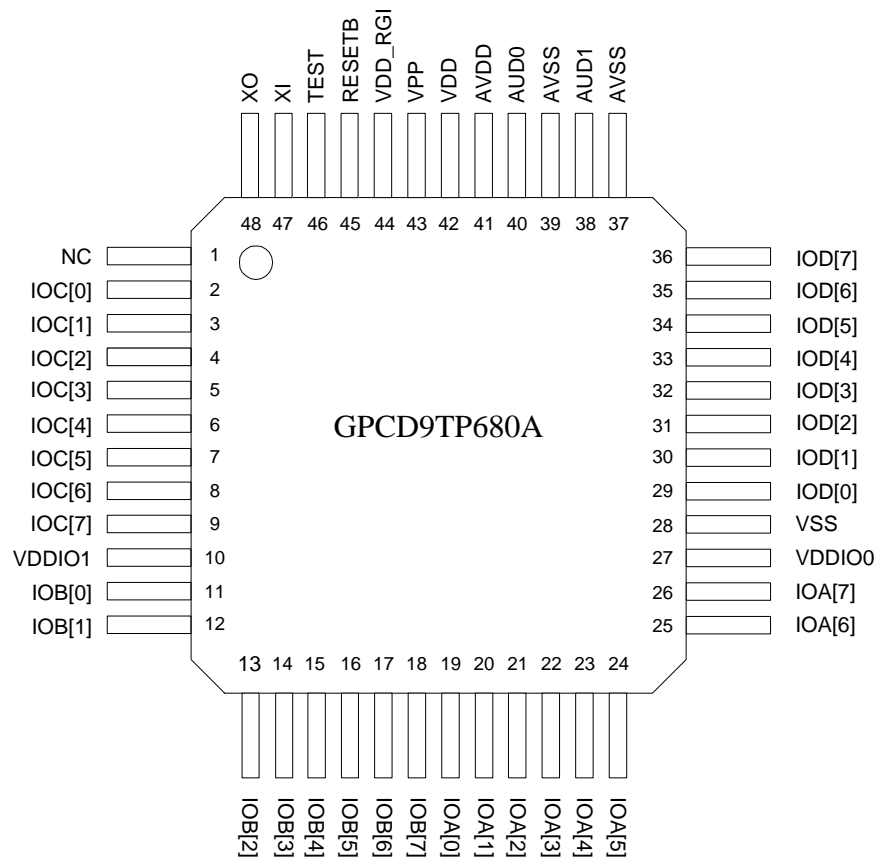 XO XI TEST RESETB VDD_RGI VPP VDD AVDD AUD0 AVSS AUD1 AVSS
48 47 46 45 44 43 42 41 40 39 38 37
NC 1 36 IOD[7]
IOC[0] 2 35 IOD[6]
IOC[1] 3 34 IOD[5]
IOC[2] 4 33 IOD[4]
IOC[3] 5 32 IOD[3]
IOC[4] 6 GPCD9TP680A 31 IOD[2]
IOC[5] 7 30 IOD[1]
IOC[6] 8 29 IOD[0]
IOC[7] 9 28 VSS
VDDIO1 10 27 VDDIO0
IOB[0] 11 26 IOA[7]
IOB[1] 12 25 IOA[6]
13 14 15 16 17 18 19 20 21 22 23 24
IOB[2] IOB[3] IOB[4] IOB[5] IOB[6] IOB[7] IOA[0] IOA[1] IOA[2] IOA[3] IOA[4] IOA[5]